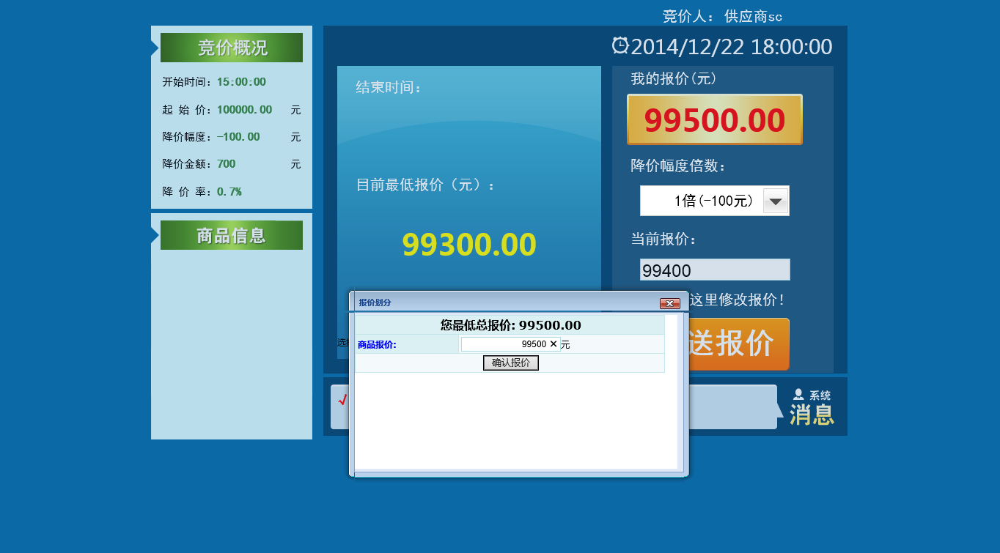 竞价人：供应商sc
竞价概况
开始时间：15:00:00
起 始 价：100000.00 元
降价幅度：-100.00 元
降价金额：700 元
降 价 率：0.7%
商品信息
2014/12/22 18:00:00
结束时间：
目前最低报价（元）：
99300.00
我的报价(元)
99500.00
降价幅度倍数：
1倍(-100元)
当前报价：
99400
这里修改报价！
送报价
报价划分
您最低总报价: 99500.00
商品报价: 99500 元
确认报价
√
系统
消息